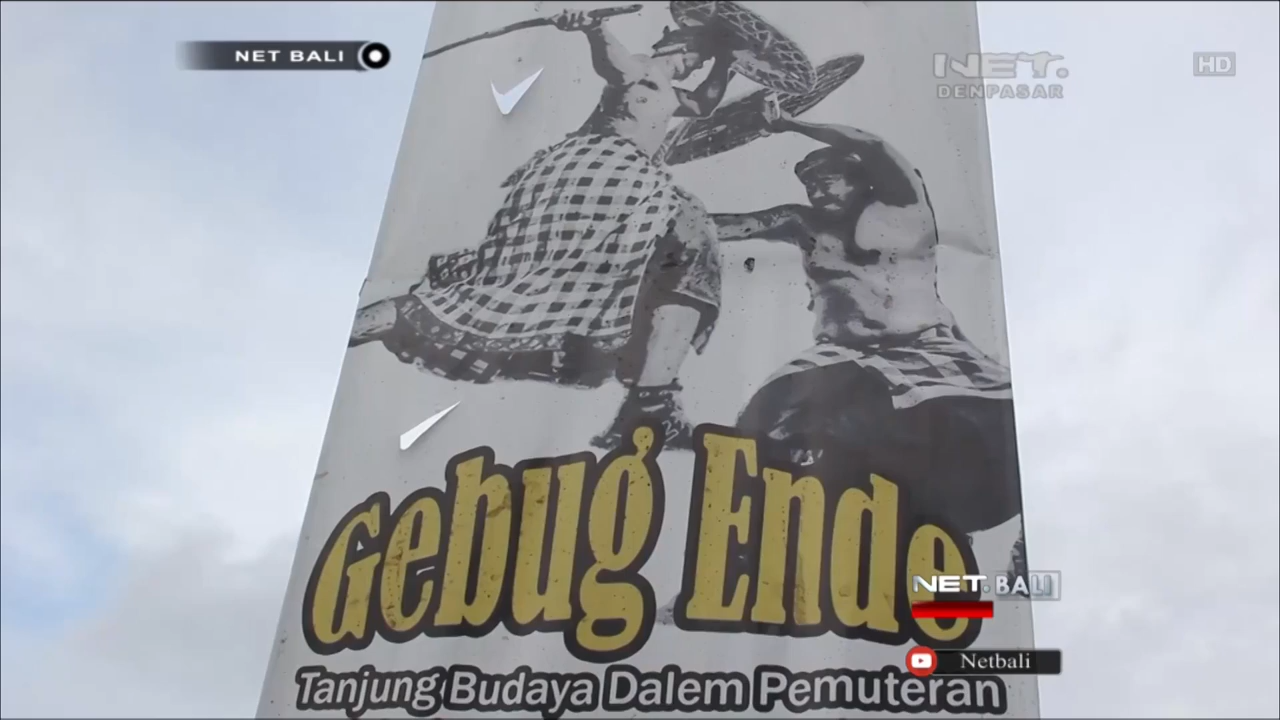 NET BALI
NET.
DENPASAR
HD
Gebug Ende
NET. BALI
Netbali
Tanjung Budaya Dalem Pemuteran